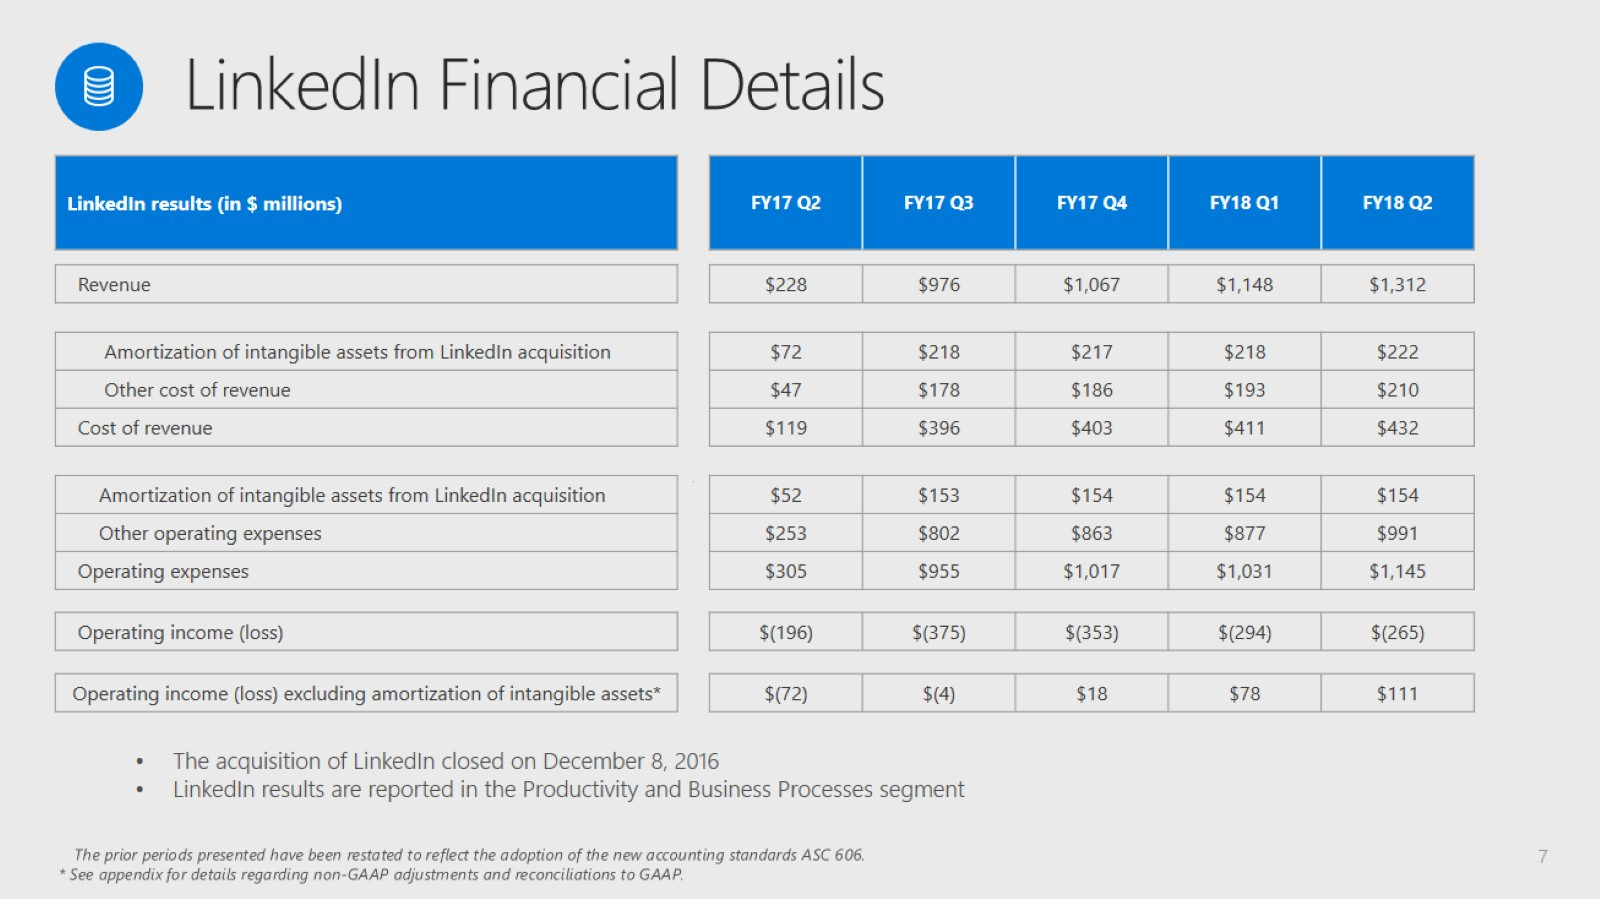 LinkedIn Financial Details
LinkedIn results (in $ millions) FY17 Q2 FY17 Q3 FY17 Q4 FY18 Q1 FY18 Q2
Revenue $228 $976 $1,067 $1,148 $1,312
Amortization of intangible assets from LinkedIn acquisition $72 $218 $217 $218 $222
Other cost of revenue $47 $178 $186 $193 $210
Cost of revenue $119 $396 $403 $411 $432
Amortization of intangible assets from LinkedIn acquisition $52 $153 $154 $154 $154
Other operating expenses $253 $802 $863 $877 $991
Operating expenses $305 $955 $1,017 $1,031 $1,145
Operating income (loss) $(196) $(375) $(353) $(294) $(265)
Operating income (loss) excluding amortization of intangible assets* $(72) $(4) $18 $78 $111
• The acquisition of LinkedIn closed on December 8, 2016
• LinkedIn results are reported in the Productivity and Business Processes segment
The prior periods presented have been restated to reflect the adoption of the new accounting standards ASC 606.
* See appendix for details regarding non-GAAP adjustments and reconciliations to GAAP.
7